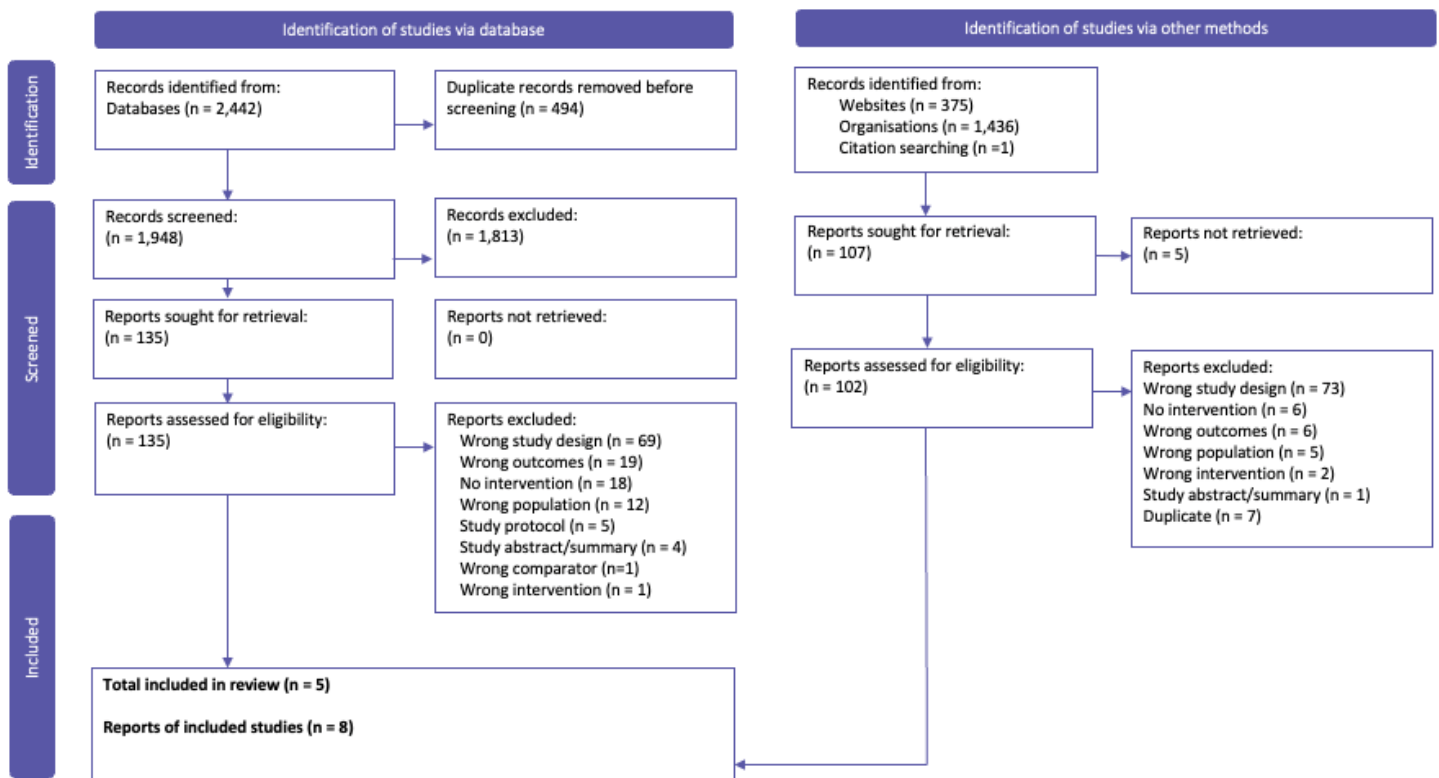 Identification of studies via database
Identification of studies via other methods
Identification
Records identified from:
Databases (n = 2,442)
Duplicate records removed before
screening (n = 494)
Records identified from:
Websites (n = 375)
Organisations (n = 1,436)
Citation searching (n =1)
Screened
Records screened:
(n = 1,948)
Records excluded:
(n = 1,813)
Reports sought for retrieval:
(n = 107)
Reports not retrieved:
(n = 5)
Reports sought for retrieval:
(n = 135)
Reports not retrieved:
(n = 0)
Reports assessed for eligibility:
(n = 102)
Reports excluded:
Wrong study design (n = 73)
No intervention (n = 6)
Wrong outcomes (n = 6)
Wrong population (n = 5)
Wrong intervention (n = 2)
Study abstract/summary (n = 1)
Duplicate (n = 7)
Reports assessed for eligibility:
(n = 135)
Reports excluded:
Wrong study design (n = 69)
Wrong outcomes (n = 19)
No intervention (n = 18)
Wrong population (n = 12)
Study protocol (n = 5)
Study abstract/summary (n = 4)
Wrong comparator (n=1)
Wrong intervention (n = 1)
Included
Total included in review (n = 5)
Reports of included studies (n = 8)